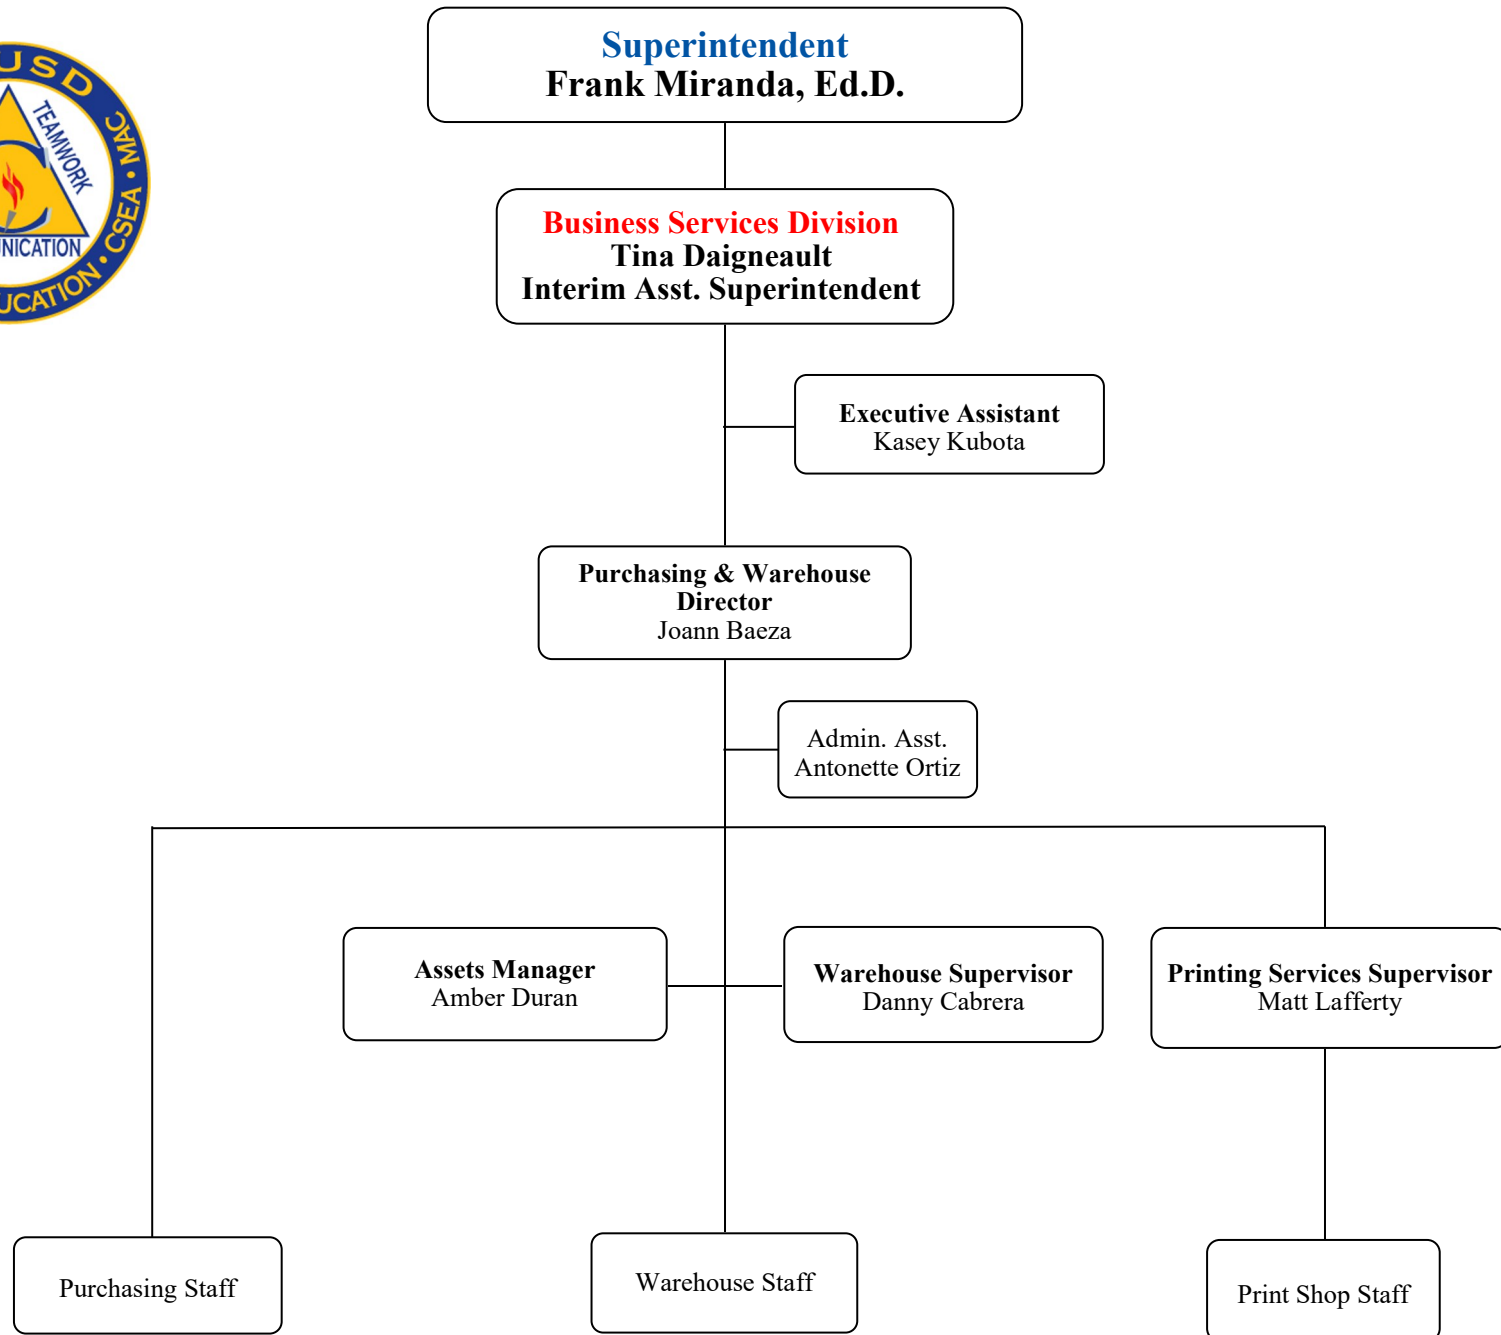 Superintendent
Frank Miranda, Ed.D.
USD
MAC • CSEA •
TEAMWORK
Business Services Division
Tina Daigneault
Interim Asst. Superintendent
Executive Assistant
Kasey Kubota
Purchasing & Warehouse
Director
Joann Baeza
Admin. Asst.
Antonette Ortiz
Assets Manager
Amber Duran
Warehouse Supervisor
Danny Cabrera
Printing Services Supervisor
Matt Lafferty
Purchasing Staff
Warehouse Staff
Print Shop Staff